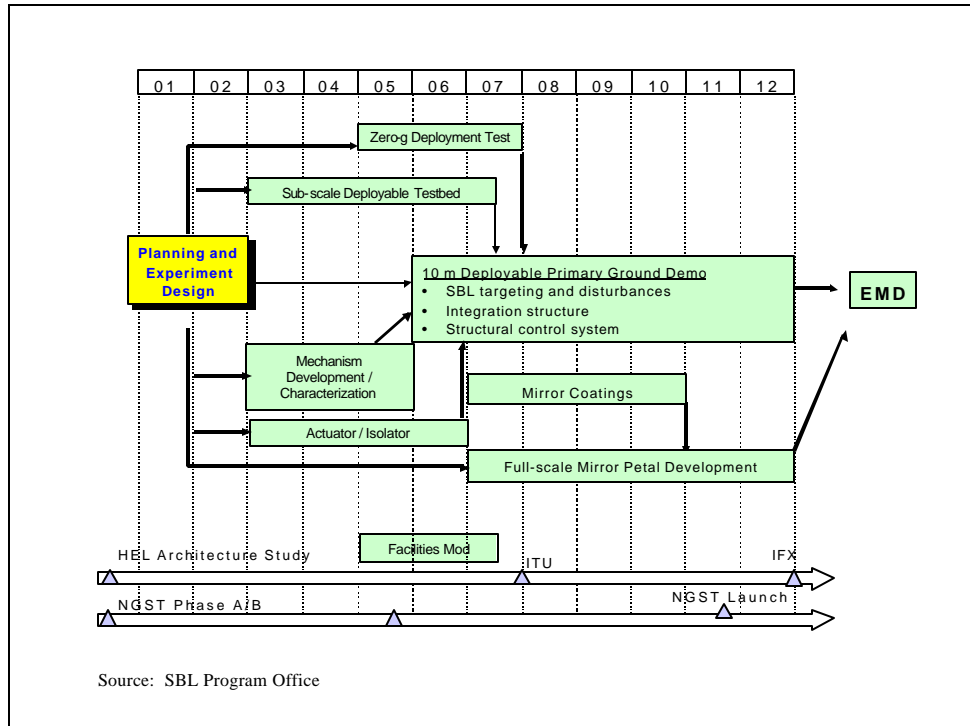 01 02 03 04 05 06 07 08 09 10 11 12
Zero-g Deployment Test
Sub-scale Deployable Testbed
Planning and
Experiment
Design
10 m Deployable Primary Ground Demo
• SBL targeting and disturbances
• Integration structure
• Structural control system
EMD
Mechanism
Development /
Characterization
Mirror Coatings
Actuator / Isolator
Full-scale Mirror Petal Development
Facilities Mod
HEL Architecture Study
ITU
IFX
NGST Phase A/B
NGST Launch
Source: SBL Program Office